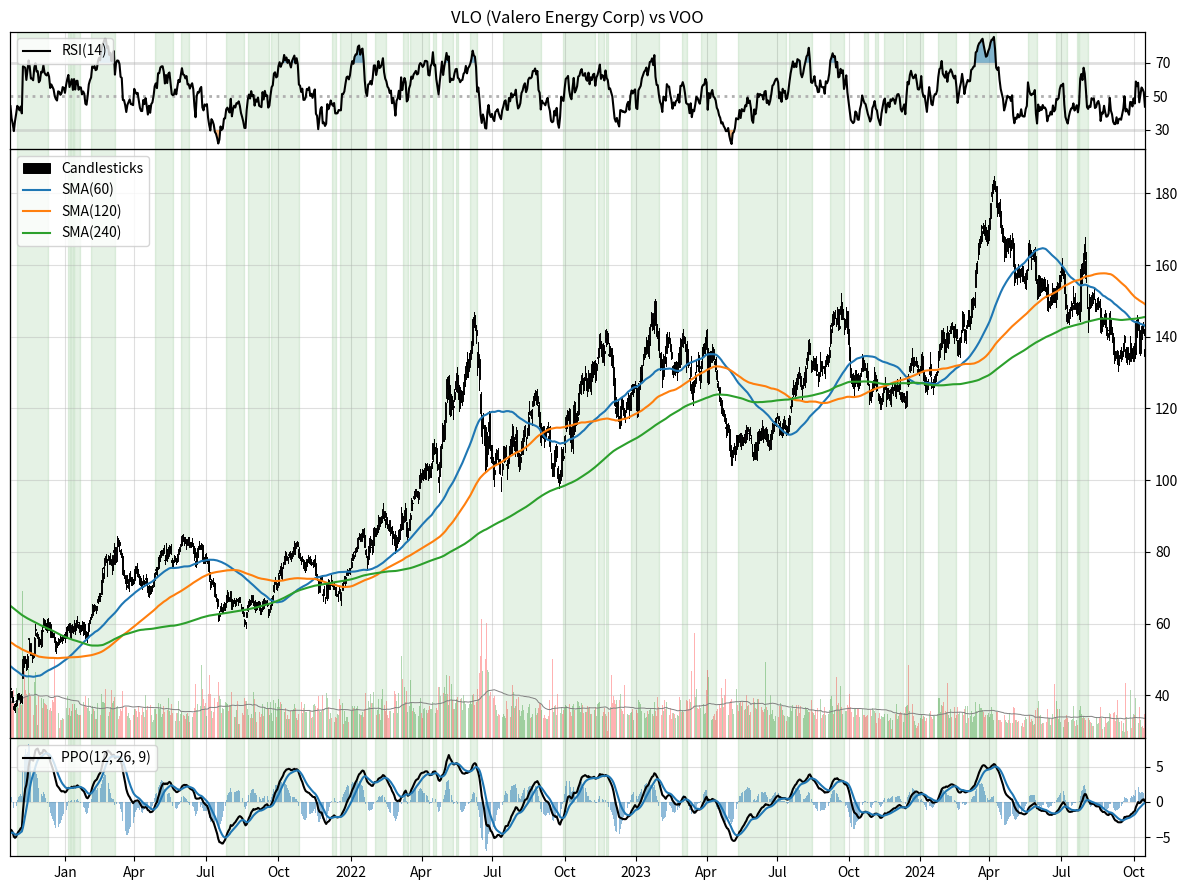 VLO (Valero Energy Corp) vs VOO
RSI(14)
70
50
30
Candlesticks
SMA(60)
SMA(120)
SMA(240)
180
160
140
120
100
80
60
40
PPO(12, 26, 9)
5
0
−5
Jan Apr Jul Oct 2022 Apr Jul Oct 2023 Apr Jul Oct 2024 Apr Jul Oct